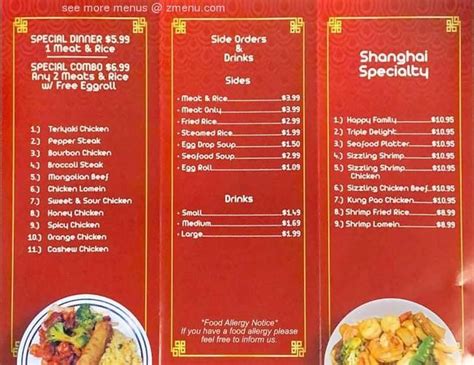 see more menus @ zmenu.com
SPECIAL DINNER $5.99
1 Meat & Rice
SPECIAL COMBO $6.99
Any 2 Meats & Rice
w/ Free Eggroll
1.) Teriyaki Chicken
2.) Pepper Steak
3.) Bourbon Chicken
4.) Broccoli Steak
5.) Mongolian Beef
6.) Chicken Lomein
7.) Sweet & Sour Chicken
8.) Honey Chicken
9.) Spicy Chicken
10.) Orange Chicken
11.) Cashew Chicken
Side Orders
&
Drinks
Sides
- Meat & Rice $3.99
- Meat Only $3.99
- Fried Rice $2.99
- Steamed Rice $1.99
- Egg Drop Soup $1.50
- Seafood Soup $2.99
- Egg Roll $1.09
Drinks
- Small $1.49
- Medium $1.69
- Large $1.99
"Food Allergy Notice"
If you have a food allergy please
feel free to inform us.
Shanghai
Specialty
1.) Happy Family $10.95
2.) Triple Delight $10.95
3.) Seafood Platter $10.95
4.) Sizzling Shrimp $10.95
5.) Sizzling Shrimp
Chicken $10.95
6.) Sizzling Chicken Beef $10.95
7.) Kung Pao Chicken $10.95
8.) Shrimp Fried Rice $8.99
9.) Shrimp Lomein $8.99